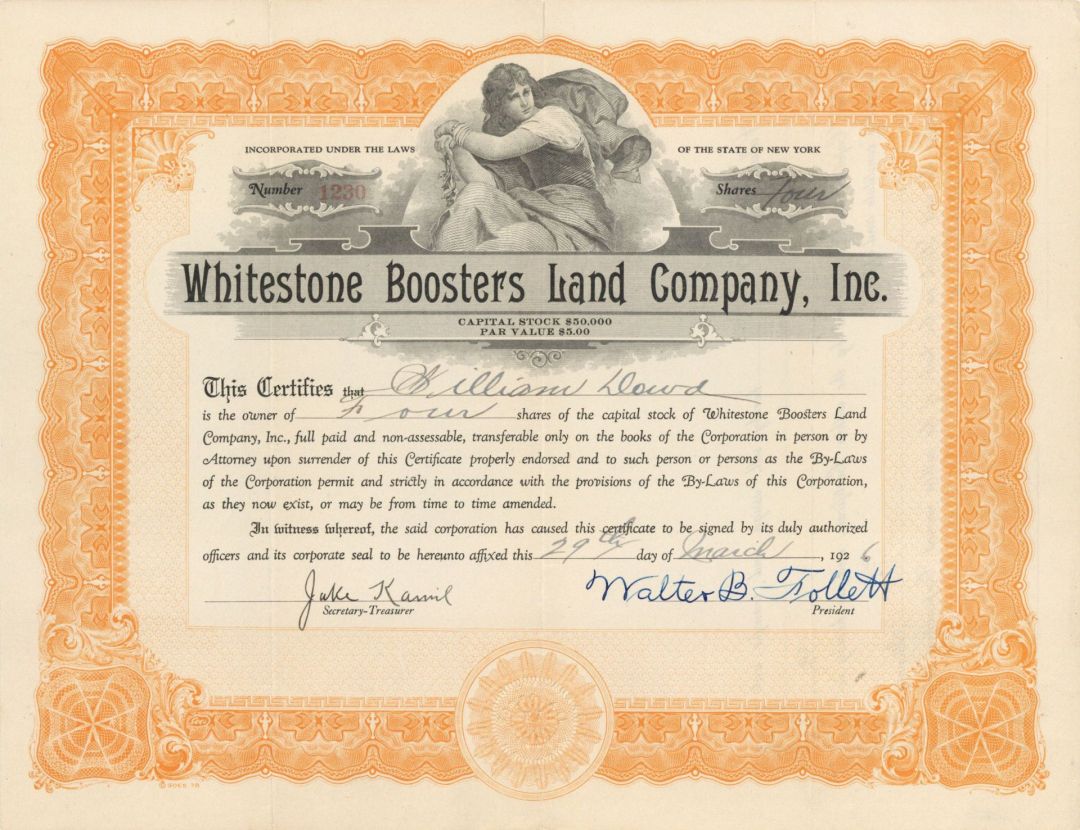 INCORPORATED UNDER THE LAWS OF THE STATE OF NEW YORK
Number 1230
Shares four
Whitestone Boosters Land Company, Inc.
CAPITAL STOCK $50,000
PAR VALUE $5.00
This Certifies that William Dowd
is the owner of Four shares of the capital stock of Whitestone Boosters Land
Company, Inc., full paid and non-assessable, transferable only on the books of the Corporation in person or by
Attorney upon surrender of this Certificate properly endorsed and to such person or persons as the By-Laws
of the Corporation permit and strictly in accordance with the provisions of the By-Laws of this Corporation,
as they now exist, or may be from time to time amended.
In witness whereof, the said corporation has caused this certificate to be signed by its duly authorized
officers and its corporate seal to be hereunto affixed this 29th day of March, 1926
Jake Kamil
Secretary-Treasurer
Walter B. Follett
President